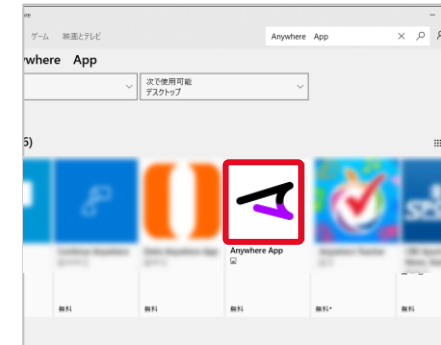 ゲーム 映画とテレビ Anywhere App
where App
次で使用可能
デスクトップ
Anywhere App
無料 無料 無料 無料* 無料